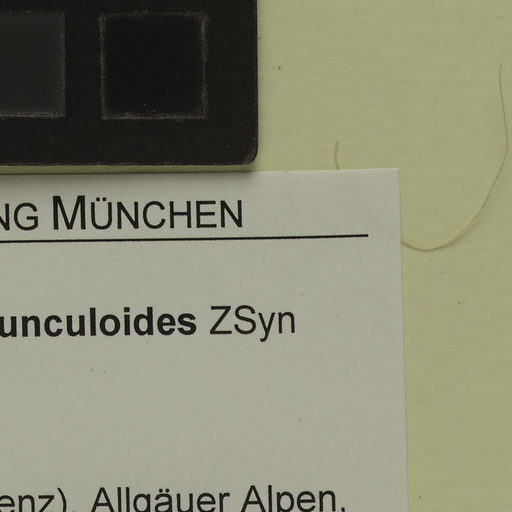 NG MÜNCHEN
unculoides ZSyn
enz). Allgäuer Alpen,